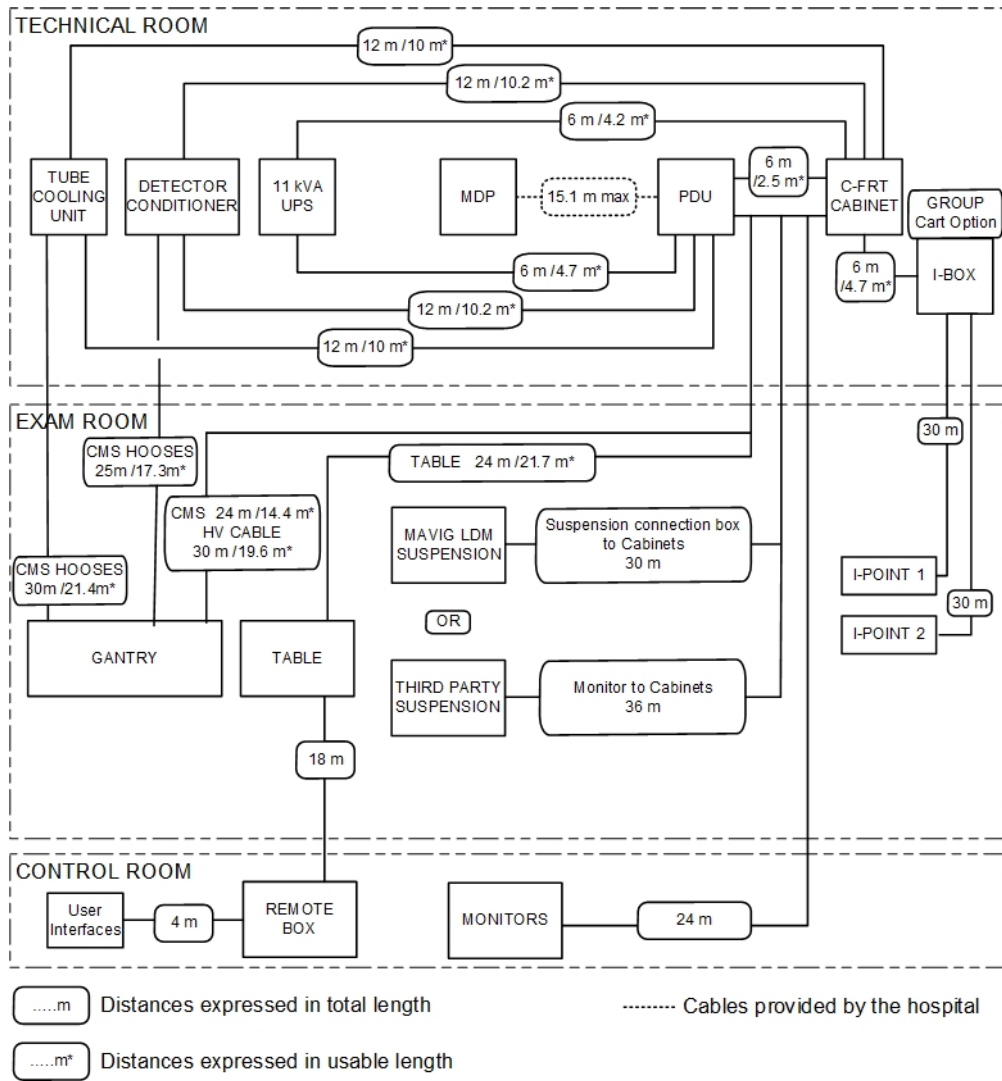 TECHNICAL ROOM
12 m /10 m*
12 m /10.2 m*
6 m /4.2 m*
TUBE
COOLING
UNIT
DETECTOR
CONDITIONER
11 kVA
UPS
MDP
15.1 m max
PDU
6 m
/2.5 m*
C-FRT
CABINET
GROUP
Cart Option
I-BOX
6 m
/4.7 m*
6 m /4.7 m*
12 m /10.2 m*
12 m /10 m*
EXAM ROOM
30 m
CMS HOOSES
25m /17.3m*
TABLE 24 m /21.7 m*
CMS 24 m /14.4 m*
HV CABLE
30 m /19.6 m*
MAVIG LDM
SUSPENSION
Suspension connection box
to Cabinets
30 m
CMS HOOSES
30m /21.4m*
I-POINT 1
30 m
I-POINT 2
OR
GANTRY
TABLE
THIRD PARTY
SUSPENSION
Monitor to Cabinets
36 m
18 m
CONTROL ROOM
User
Interfaces
4 m
REMOTE
BOX
MONITORS
24 m
.....m
Distances expressed in total length
Cables provided by the hospital
.....m*
Distances expressed in usable length